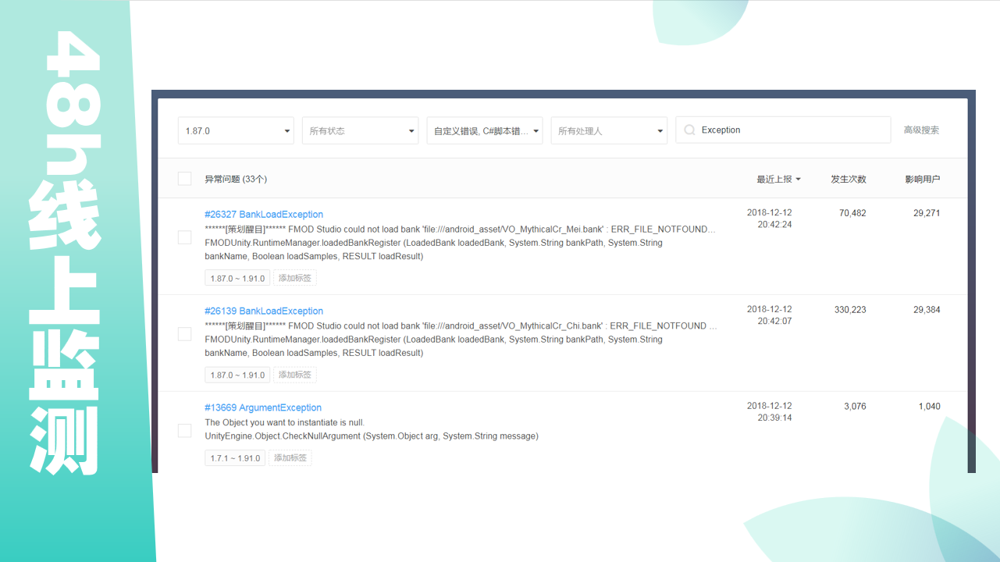 48h线上监测
1.87.0
所有状态
自定义错误, C#脚本错...
所有处理人
Exception
高级搜索
异常问题 (33个)
最近上报
发生次数
影响用户
#26327 BankLoadException
******[策划醒目]****** FMOD Studio could not load bank 'file:///android_asset/VO_MythicalCr_Mei.bank' : ERR_FILE_NOTFOUND...
FMODUnity.RuntimeManager.loadedBankRegister (LoadedBank loadedBank, System.String bankPath, System.String
bankName, Boolean loadSamples, RESULT loadResult)
1.87.0 ~ 1.91.0
添加标签
2018-12-12
20:42:24
70,482
29,271
#26139 BankLoadException
******[策划醒目]****** FMOD Studio could not load bank 'file:///android_asset/VO_MythicalCr_Chi.bank' : ERR_FILE_NOTFOUND ...
FMODUnity.RuntimeManager.loadedBankRegister (LoadedBank loadedBank, System.String bankPath, System.String
bankName, Boolean loadSamples, RESULT loadResult)
1.87.0 ~ 1.91.0
添加标签
2018-12-12
20:42:07
330,223
29,384
#13669 ArgumentException
The Object you want to instantiate is null.
UnityEngine.Object.CheckNullArgument (System.Object arg, System.String message)
1.7.1 ~ 1.91.0
添加标签
2018-12-12
20:39:14
3,076
1,040